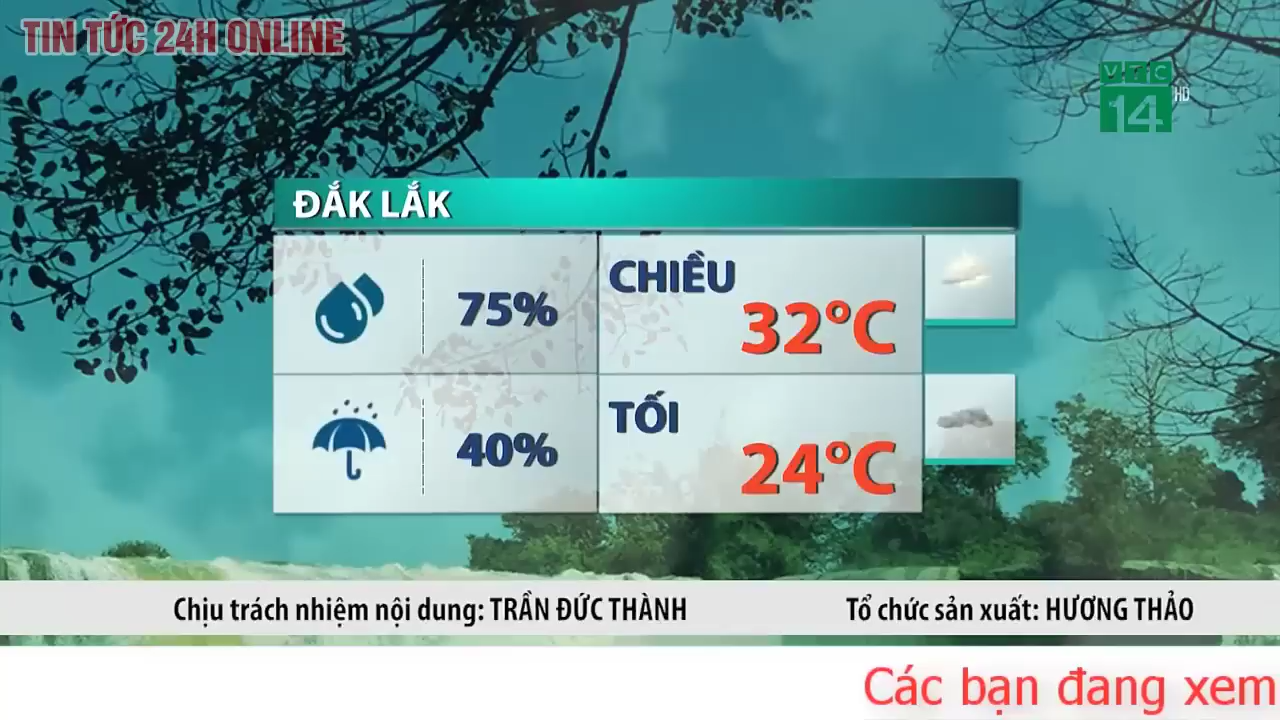 TIN TỨC 24H ONLINE
VTC
14
HD
ĐẮK LẮK
75%
CHIỀU
32°C
40%
TỐI
24°C
Chịu trách nhiệm nội dung: TRẦN ĐỨC THÀNH
Tổ chức sản xuất: HƯƠNG THẢO
Các bạn đang xem